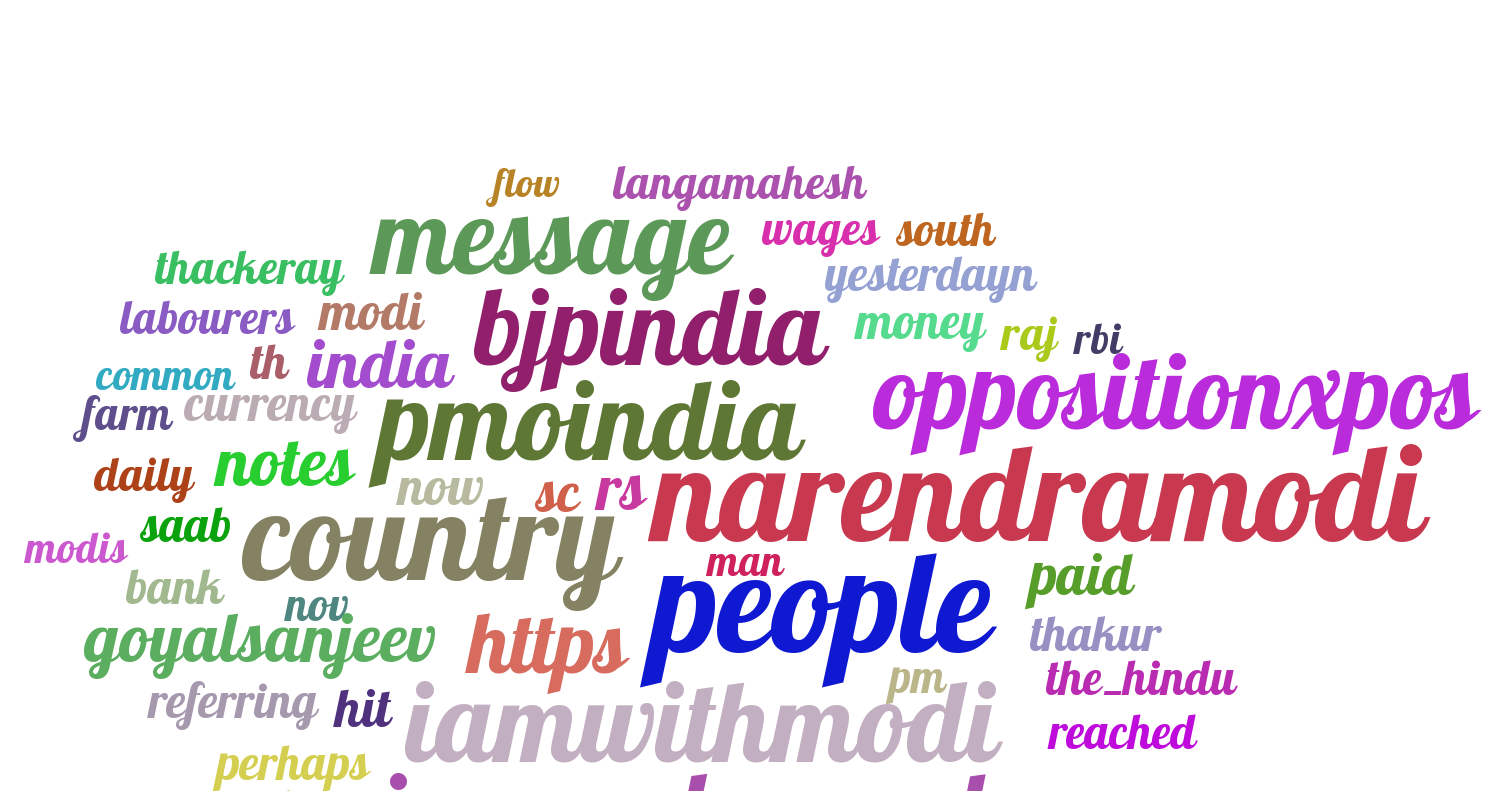 flow langamahesh
message wages south
thackeray yesterdayn
labourers modi bjpindia money raj rbi
common th india oppositionxpos
farm currency pmoindia
daily notes now sc rs narendramodi
saab country
modis man
bank nov people paid
goyalsanjeev https thakur
referring hit iamwithmodi pm the_hindu
reached
perhaps